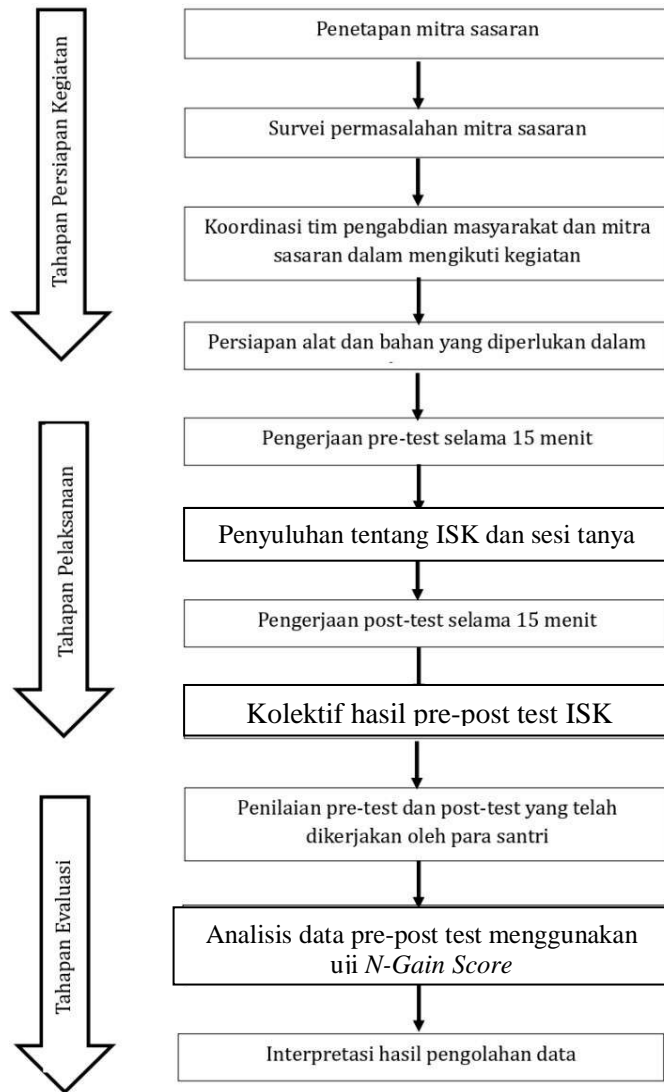 Tahapan Persiapan Kegiatan
Penetapan mitra sasaran
Survei permasalahan mitra sasaran
Koordinasi tim pengabdian masyarakat dan mitra
sasaran dalam mengikuti kegiatan
Persiapan alat dan bahan yang diperlukan dalam
Tahapan Pelaksanaan
Pengerjaan pre-test selama 15 menit
Penyuluhan tentang ISK dan sesi tanya
Pengerjaan post-test selama 15 menit
Kolektif hasil pre-post test ISK
Tahapan Evaluasi
Penilaian pre-test dan post-test yang telah
dikerjakan oleh para santri
Analisis data pre-post test menggunakan
uji N-Gain Score
Interpretasi hasil pengolahan data